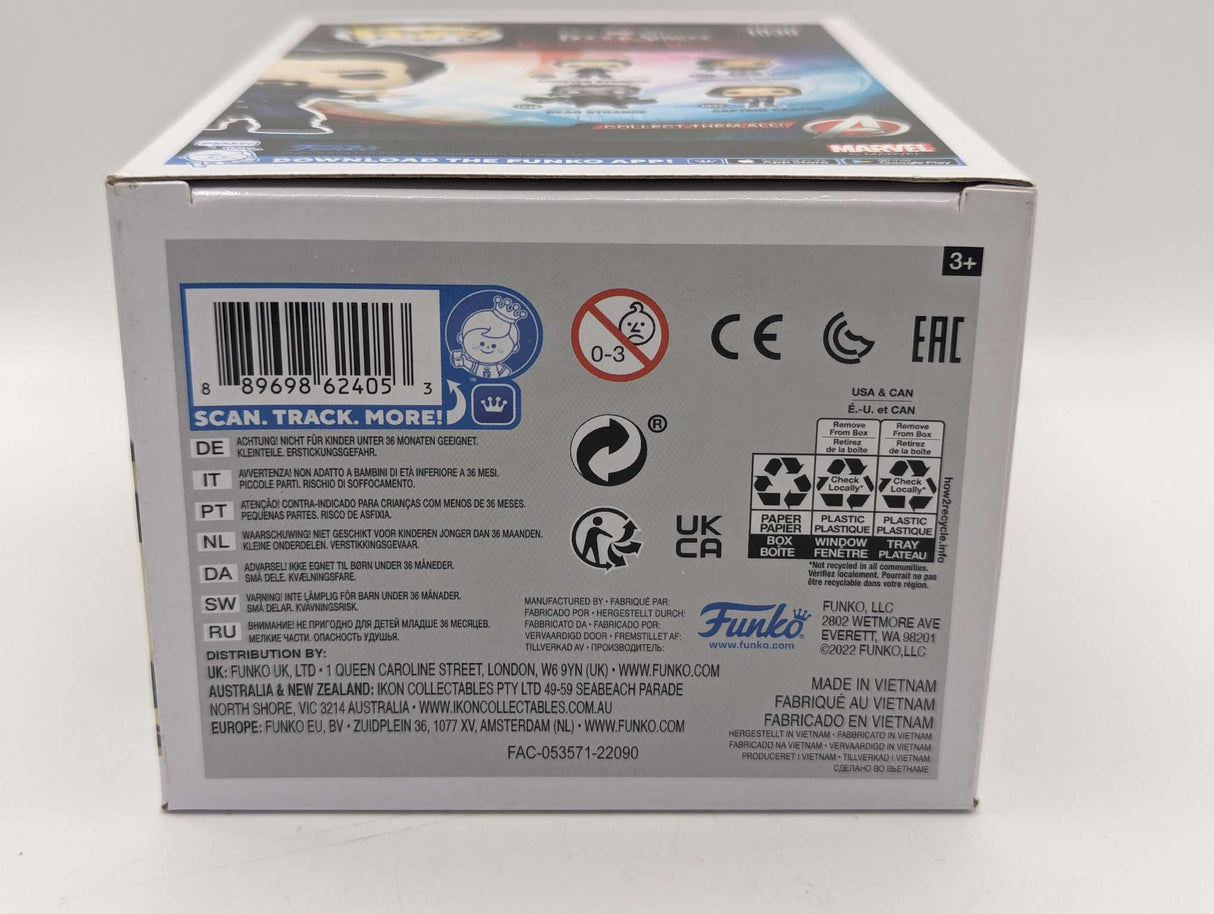 1030
DEAD STRANGE
CAPTAIN CARTER
COLLECT THEM ALL!
MARVEL
Funko
DOWNLOAD THE FUNKO APP!
Google Play
3+
8 89698 62405 3
SCAN. TRACK. MORE!
™
0-3
CE
EAC
®
UK
CA
USA & CAN
É.-U. et CAN
Remove From Box
Retirez de la boîte
Remove From Box
Retirez de la boîte
Check Locally*
Check Locally*
PAPER
PAPIER
BOX
BOÎTE
PLASTIC
PLASTIQUE
WINDOW
FENÊTRE
PLASTIC
PLASTIQUE
TRAY
PLATEAU
how2recycle.info
*Not recycled in all communities.
Vérifiez localement. Pourrait ne pas
être recyclable dans votre région.
DE ACHTUNG! NICHT FÜR KINDER UNTER 36 MONATEN GEEIGNET.
KLEINTEILE. ERSTICKUNGSGEFAHR.
IT AVVERTENZA! NON ADATTO A BAMBINI DI ETÀ INFERIORE A 36 MESI.
PICCOLE PARTI. RISCHIO DI SOFFOCAMENTO.
PT ATENÇÃO! CONTRA-INDICADO PARA CRIANÇAS COM MENOS DE 36 MESES.
PEQUENAS PARTES. RISCO DE ASFIXIA.
NL WAARSCHUWING! NIET GESCHIKT VOOR KINDEREN JONGER DAN 36 MAANDEN.
KLEINE ONDERDELEN. VERSTIKKINGSGEVAAR.
DA ADVARSEL! IKKE EGNET TIL BØRN UNDER 36 MÅNEDER.
SMÅ DELE. KVÆLNINGSFARE.
SW VARNING! INTE LÄMPLIG FÖR BARN UNDER 36 MÅNADER.
SMÅ DELAR. KVÄVNINGSRISK.
RU ВНИМАНИЕ! НЕ ПРИГОДНО ДЛЯ ДЕТЕЙ МЛАДШЕ 36 МЕСЯЦЕВ.
МЕЛКИЕ ЧАСТИ. ОПАСНОСТЬ УДУШЬЯ.
MANUFACTURED BY • FABRIQUÉ PAR:
FABRICADO POR • HERGESTELLT DURCH:
FABBRICATO DA • FABRICADO POR:
VERVAARDIGD DOOR • FREMSTILLET AF:
TILLVERKAD AV • ПРОИЗВОДИТЕЛЬ:
Funko
www.funko.com
FUNKO, LLC
2802 WETMORE AVE
EVERETT, WA 98201
©2022 FUNKO,LLC
DISTRIBUTION BY:
UK: FUNKO UK, LTD • 1 QUEEN CAROLINE STREET, LONDON, W6 9YN (UK) • WWW.FUNKO.COM
AUSTRALIA & NEW ZEALAND: IKON COLLECTABLES PTY LTD 49-59 SEABEACH PARADE
NORTH SHORE, VIC 3214 AUSTRALIA • WWW.IKONCOLLECTABLES.COM.AU
EUROPE: FUNKO EU, BV • ZUIDPLEIN 36, 1077 XV, AMSTERDAM (NL) • WWW.FUNKO.COM
FAC-053571-22090
MADE IN VIETNAM
FABRIQUÉ AU VIETNAM
FABRICADO EN VIETNAM
HERGESTELLT IN VIETNAM • FABBRICATO IN VIETNAM
FABRICADO NA VIETNAM • VERVAARDIGD IN VIETNAM
PRODUCERET I VIETNAM • TILLVERKAD I VIETNAM
СДЕЛАНО ВО ВЬЕТНАМЕ